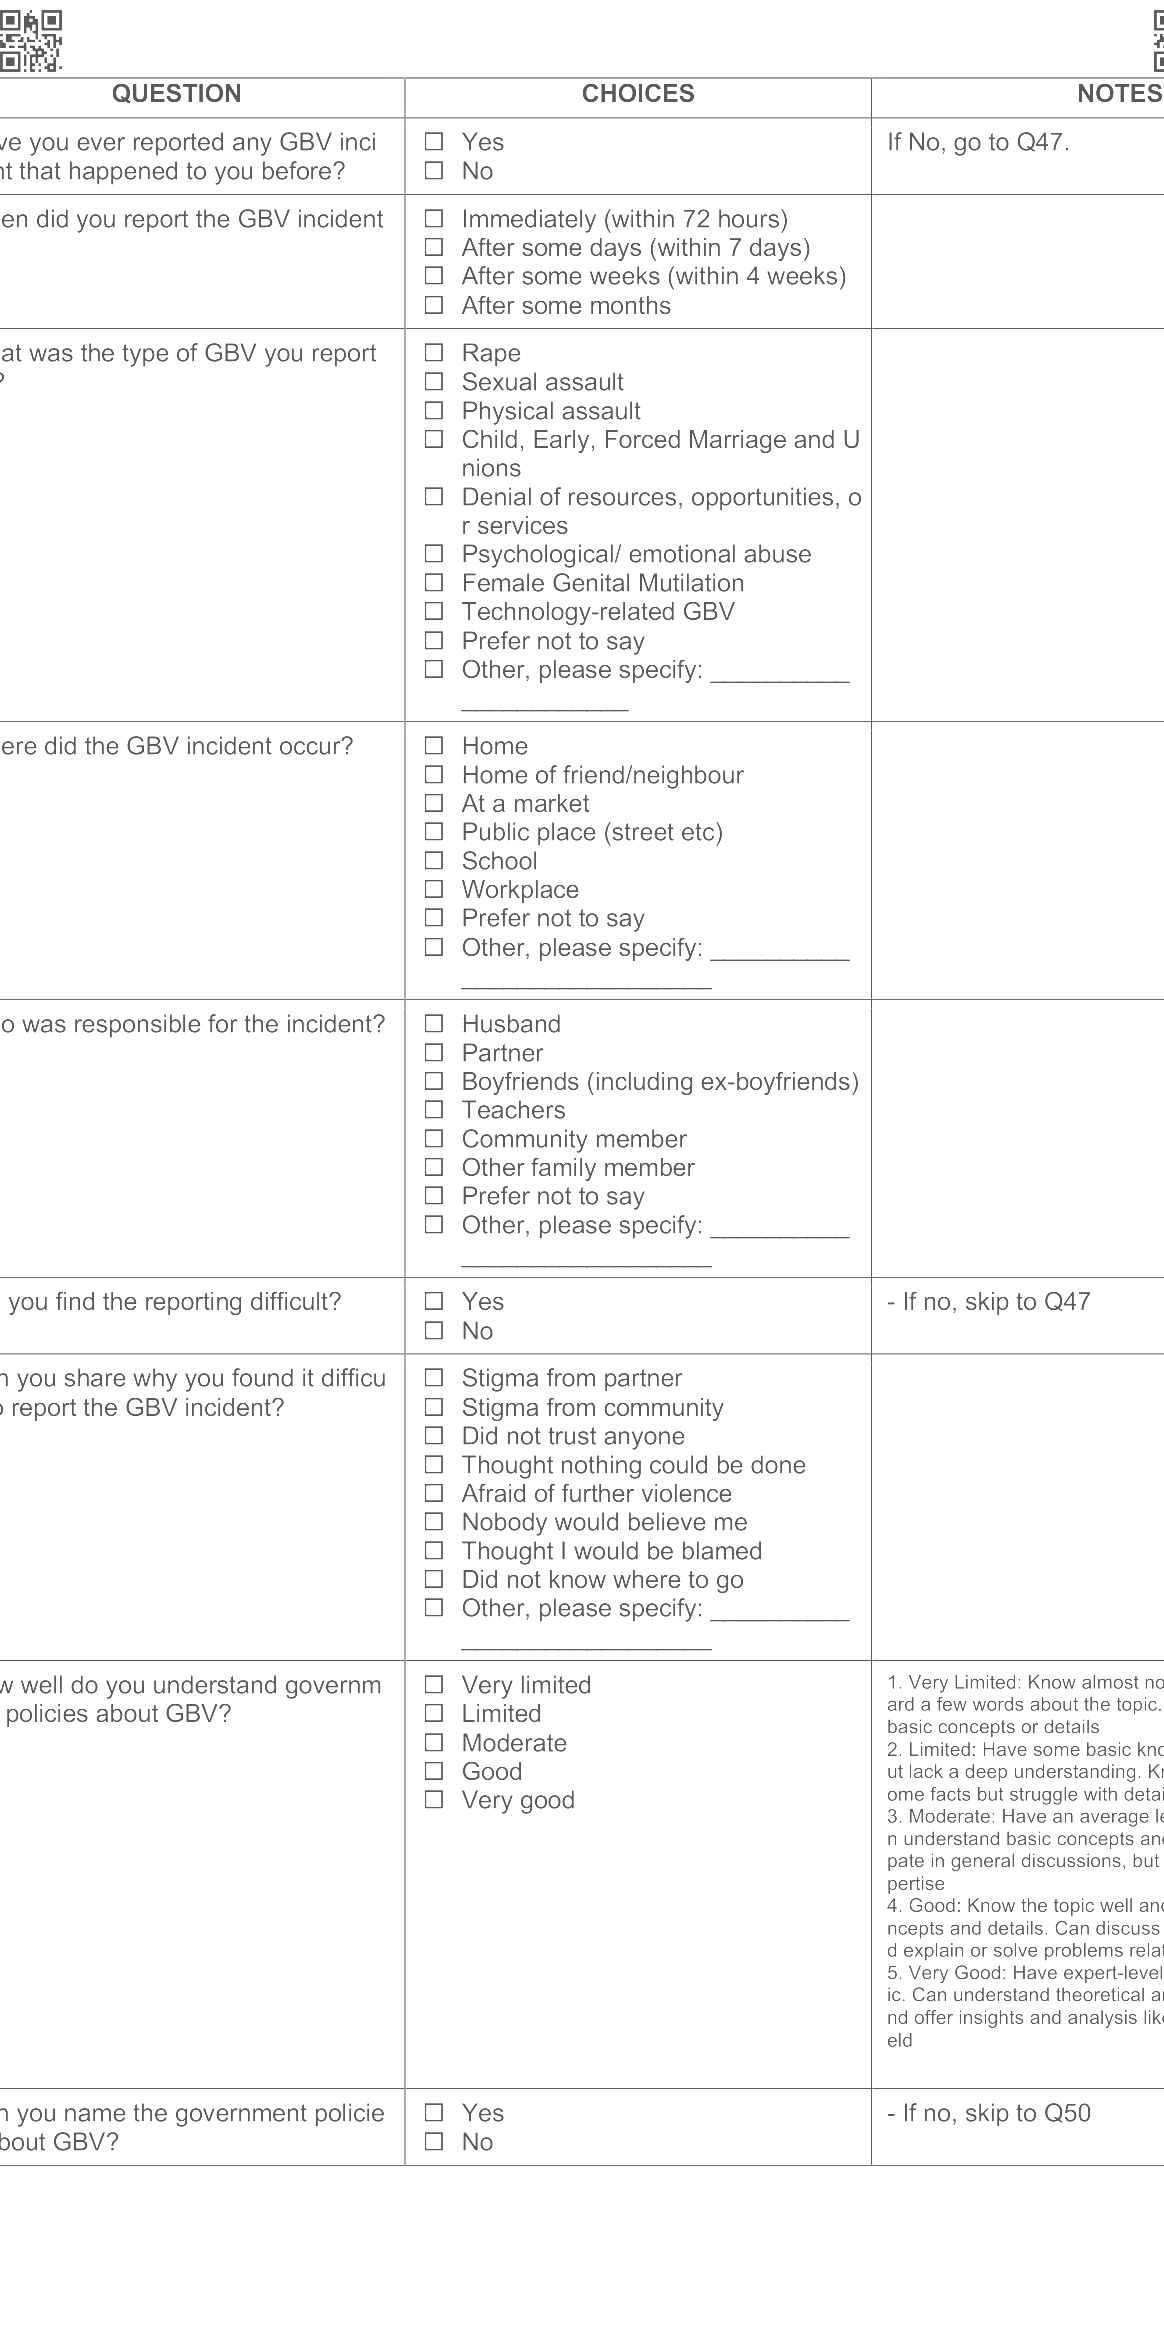 QUESTION CHOICES NOTES
ve you ever reported any GBV inci
nt that happened to you before?
☐ Yes
☐ No
If No, go to Q47.
en did you report the GBV incident
☐ Immediately (within 72 hours)
☐ After some days (within 7 days)
☐ After some weeks (within 4 weeks)
☐ After some months
at was the type of GBV you report
?
☐ Rape
☐ Sexual assault
☐ Physical assault
☐ Child, Early, Forced Marriage and U
nions
☐ Denial of resources, opportunities, o
r services
☐ Psychological/ emotional abuse
☐ Female Genital Mutilation
☐ Technology-related GBV
☐ Prefer not to say
☐ Other, please specify: __________
____________
ere did the GBV incident occur?
☐ Home
☐ Home of friend/neighbour
☐ At a market
☐ Public place (street etc)
☐ School
☐ Workplace
☐ Prefer not to say
☐ Other, please specify: __________
__________________
o was responsible for the incident?
☐ Husband
☐ Partner
☐ Boyfriends (including ex-boyfriends)
☐ Teachers
☐ Community member
☐ Other family member
☐ Prefer not to say
☐ Other, please specify: __________
__________________
you find the reporting difficult?
☐ Yes
☐ No
- If no, skip to Q47
n you share why you found it difficu
o report the GBV incident?
☐ Stigma from partner
☐ Stigma from community
☐ Did not trust anyone
☐ Thought nothing could be done
☐ Afraid of further violence
☐ Nobody would believe me
☐ Thought I would be blamed
☐ Did not know where to go
☐ Other, please specify: __________
__________________
w well do you understand governm
policies about GBV?
☐ Very limited
☐ Limited
☐ Moderate
☐ Good
☐ Very good
1. Very Limited: Know almost no
ard a few words about the topic.
basic concepts or details
2. Limited: Have some basic kno
ut lack a deep understanding. Kn
ome facts but struggle with detai
3. Moderate: Have an average le
n understand basic concepts and
pate in general discussions, but
pertise
4. Good: Know the topic well and
ncepts and details. Can discuss
d explain or solve problems relat
5. Very Good: Have expert-level
ic. Can understand theoretical an
nd offer insights and analysis like
eld
n you name the government policie
bout GBV?
☐ Yes
☐ No
- If no, skip to Q50